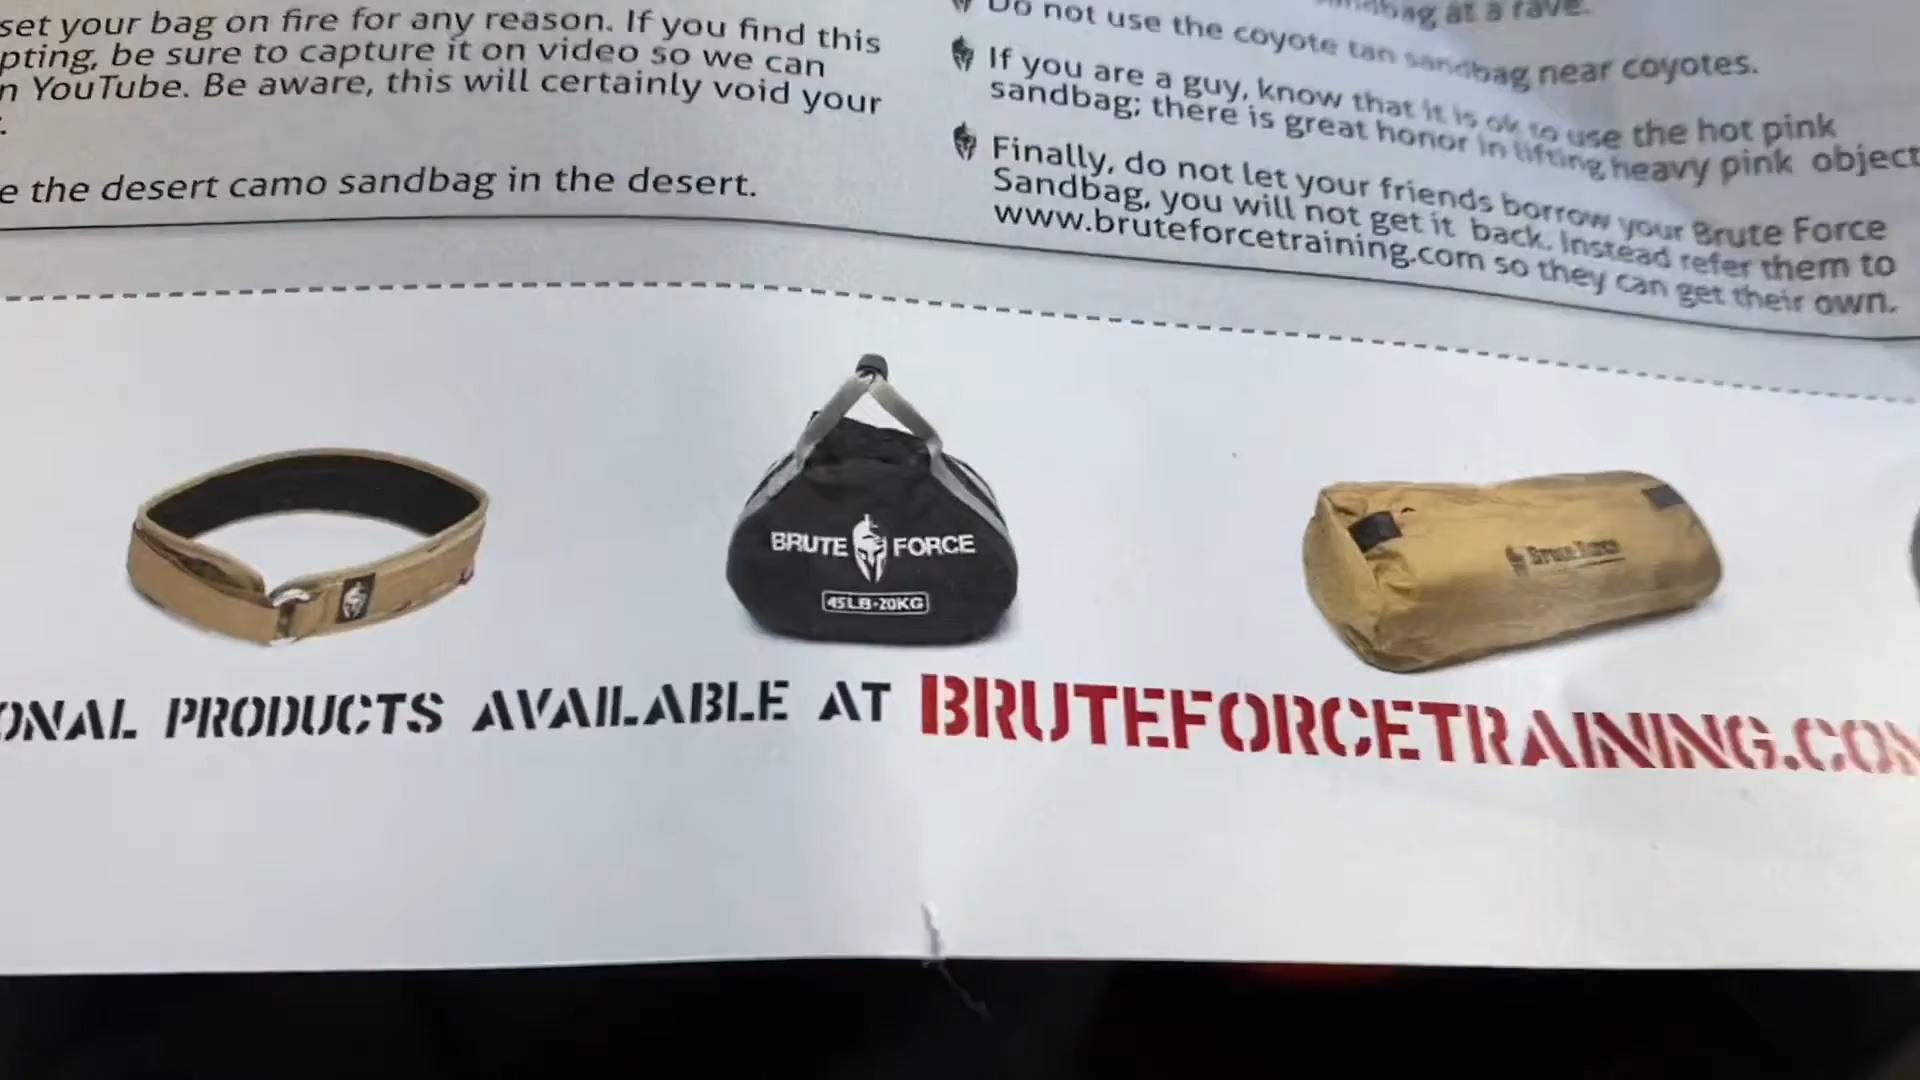 set your bag on fire for any reason. If you find this
pting, be sure to capture it on video so we can
n YouTube. Be aware, this will certainly void your
e the desert camo sandbag in the desert.
at a rave.
Do not use the coyote tan sandbag near coyotes.
If you are a guy, know that it is ok to use the hot pink
sandbag; there is great honor in lifting heavy pink object
Finally, do not let your friends borrow your Brute Force
Sandbag, you will not get it back. Instead refer them to
www.bruteforcetraining.com so they can get their own.
BRUTE FORCE
45LB-20KG
Brute Force
ONAL PRODUCTS AVAILABLE AT BRUTEFORCETRAINING.COM